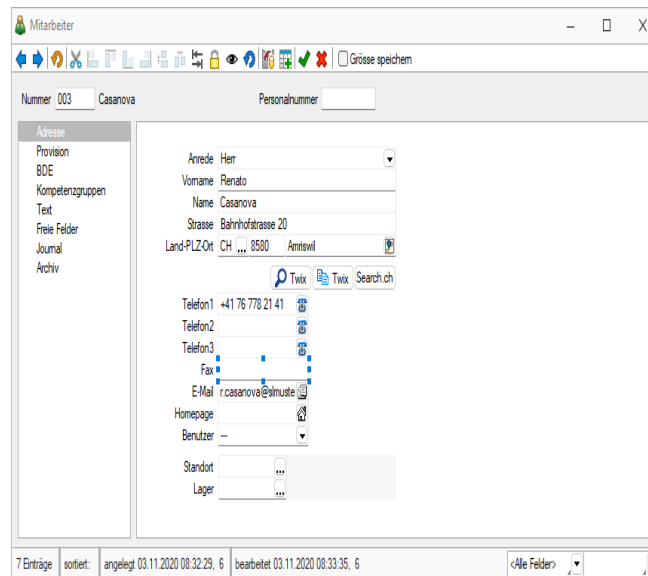 Mitarbeiter
Grösse speichern
Nummer 003 Casanova Personalnummer
Adresse
Provision
BDE
Kompetenzgruppen
Text
Freie Felder
Journal
Archiv
Anrede Herr
Vorname Renato
Name Casanova
Strasse Bahnhofstrasse 20
Land-PLZ-Ort CH ... 8580 Amriswil
Twix Twix Search.ch
Telefon1 +41 76 778 21 41
Telefon2
Telefon3
Fax
E-Mail r.casanova@slmuste
Homepage
Benutzer ---
Standort ...
Lager ...
7 Einträge sortiert: angelegt 03.11.2020 08:32:29, 6 bearbeitet 03.11.2020 08:33:35, 6 <Alle Felder>